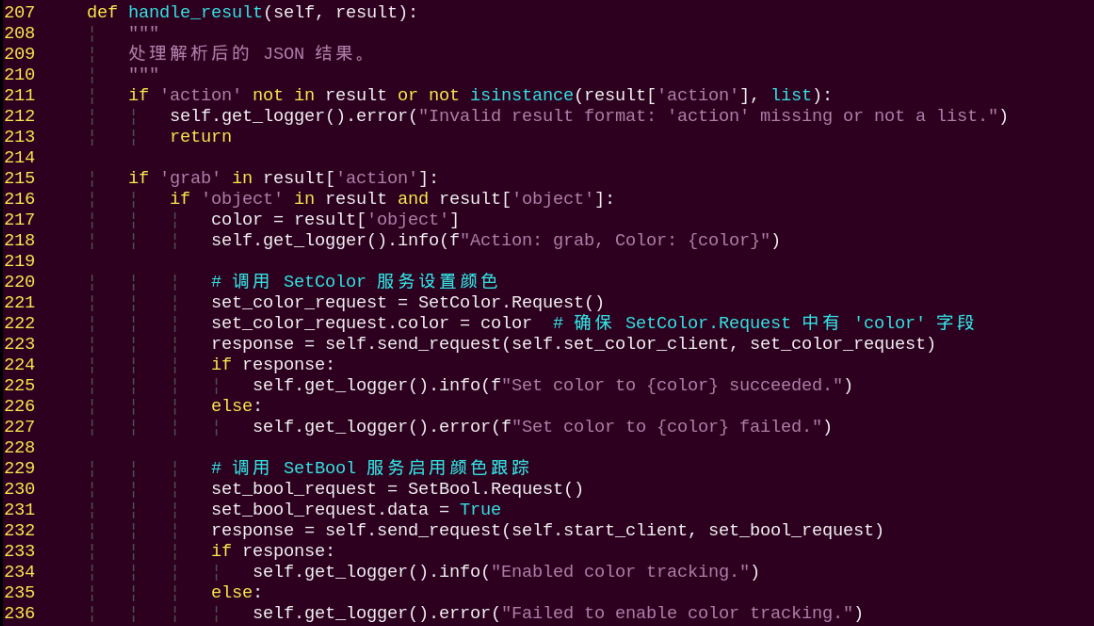 207     def handle_result(self, result):
208         """
209         处理解析后的 JSON 结果。
210         """
211         if 'action' not in result or not isinstance(result['action'], list):
212             self.get_logger().error("Invalid result format: 'action' missing or not a list.")
213             return
214
215         if 'grab' in result['action']:
216             if 'object' in result and result['object']:
217                 color = result['object']
218                 self.get_logger().info(f"Action: grab, Color: {color}")
219
220                 # 调用 SetColor 服务设置颜色
221                 set_color_request = SetColor.Request()
222                 set_color_request.color = color  # 确保 SetColor.Request 中有 'color' 字段
223                 response = self.send_request(self.set_color_client, set_color_request)
224                 if response:
225                     self.get_logger().info(f"Set color to {color} succeeded.")
226                 else:
227                     self.get_logger().error(f"Set color to {color} failed.")
228
229                 # 调用 SetBool 服务启用颜色跟踪
230                 set_bool_request = SetBool.Request()
231                 set_bool_request.data = True
232                 response = self.send_request(self.start_client, set_bool_request)
233                 if response:
234                     self.get_logger().info("Enabled color tracking.")
235                 else:
236                     self.get_logger().error("Failed to enable color tracking.")